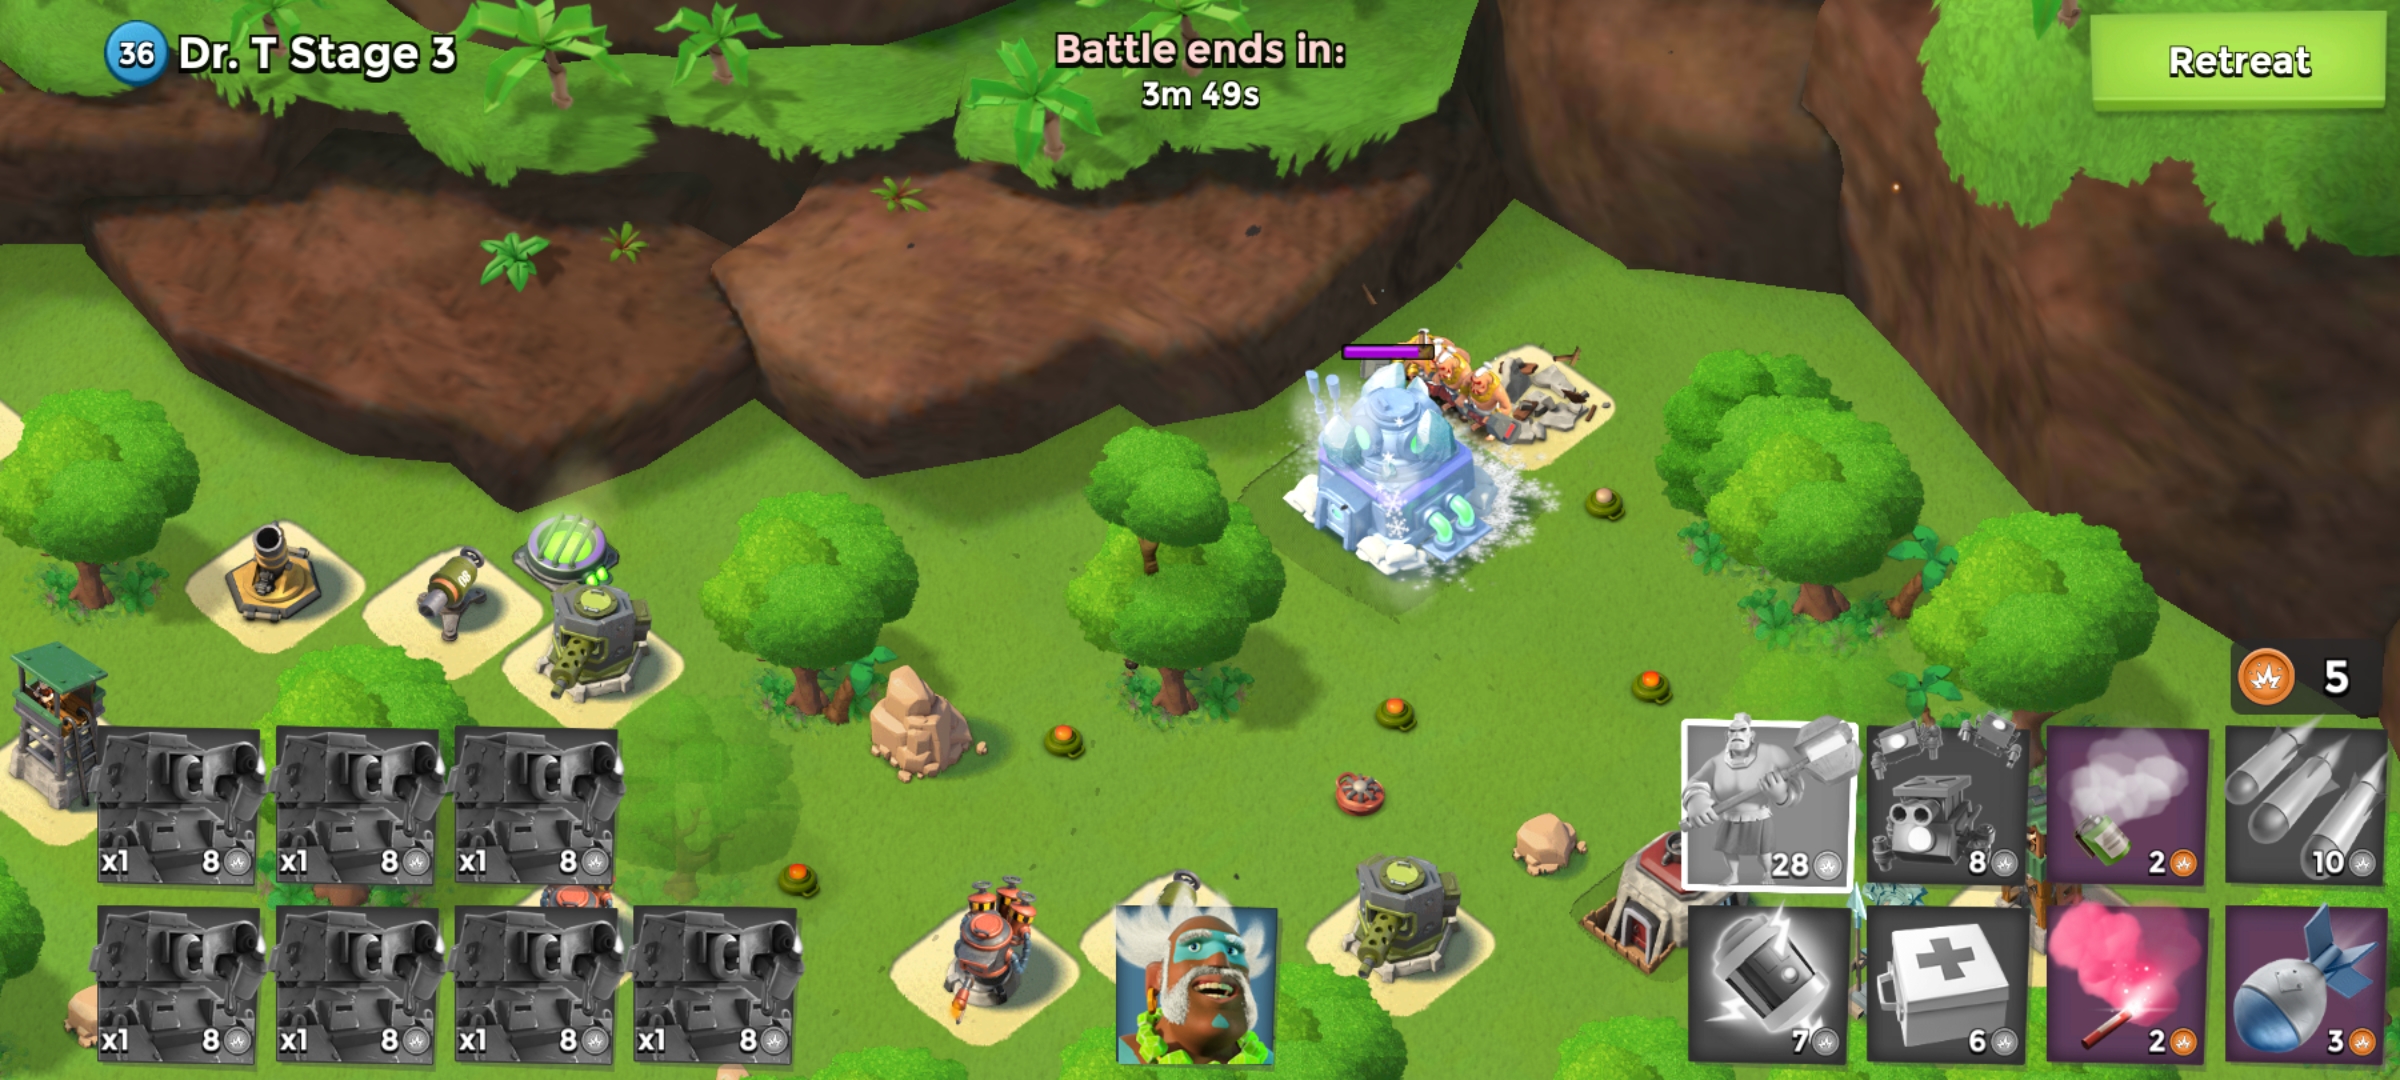 36 Dr. T Stage 3
Battle ends in:
3m 49s
Retreat
08
5
x1 8
x1 8
x1 8
28
8
2
10
x1 8
x1 8
x1 8
x1 8
7
6
2
3